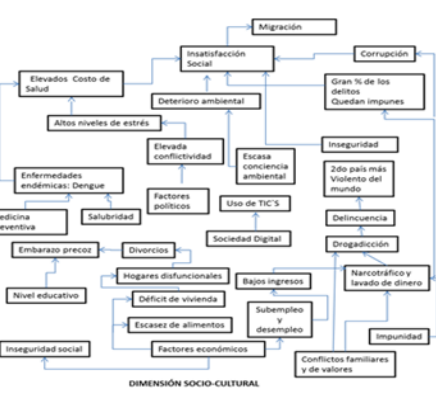 Migración
Insatisfacción
Social
Corrupción
Elevados Costo de
Salud
Gran % de los
delitos
Quedan impunes
Deterioro ambiental
Altos niveles de estrés
Elevada
conflictividad
Escasa
conciencia
ambiental
Inseguridad
2do país más
Violento del
mundo
Enfermedades
endémicas: Dengue
Factores
políticos
Uso de TIC´S
Salubridad
Delincuencia
Sociedad Digital
Drogadicción
Embarazo precoz
Divorcios
Hogares disfuncionales
Bajos ingresos
Narcotráfico y
lavado de dinero
Nivel educativo
Déficit de vivienda
Subempleo
y
desempleo
Escasez de alimentos
Impunidad
Inseguridad social
Factores económicos
Conflictos familiares
y de valores
DIMENSIÓN SOCIO-CULTURAL